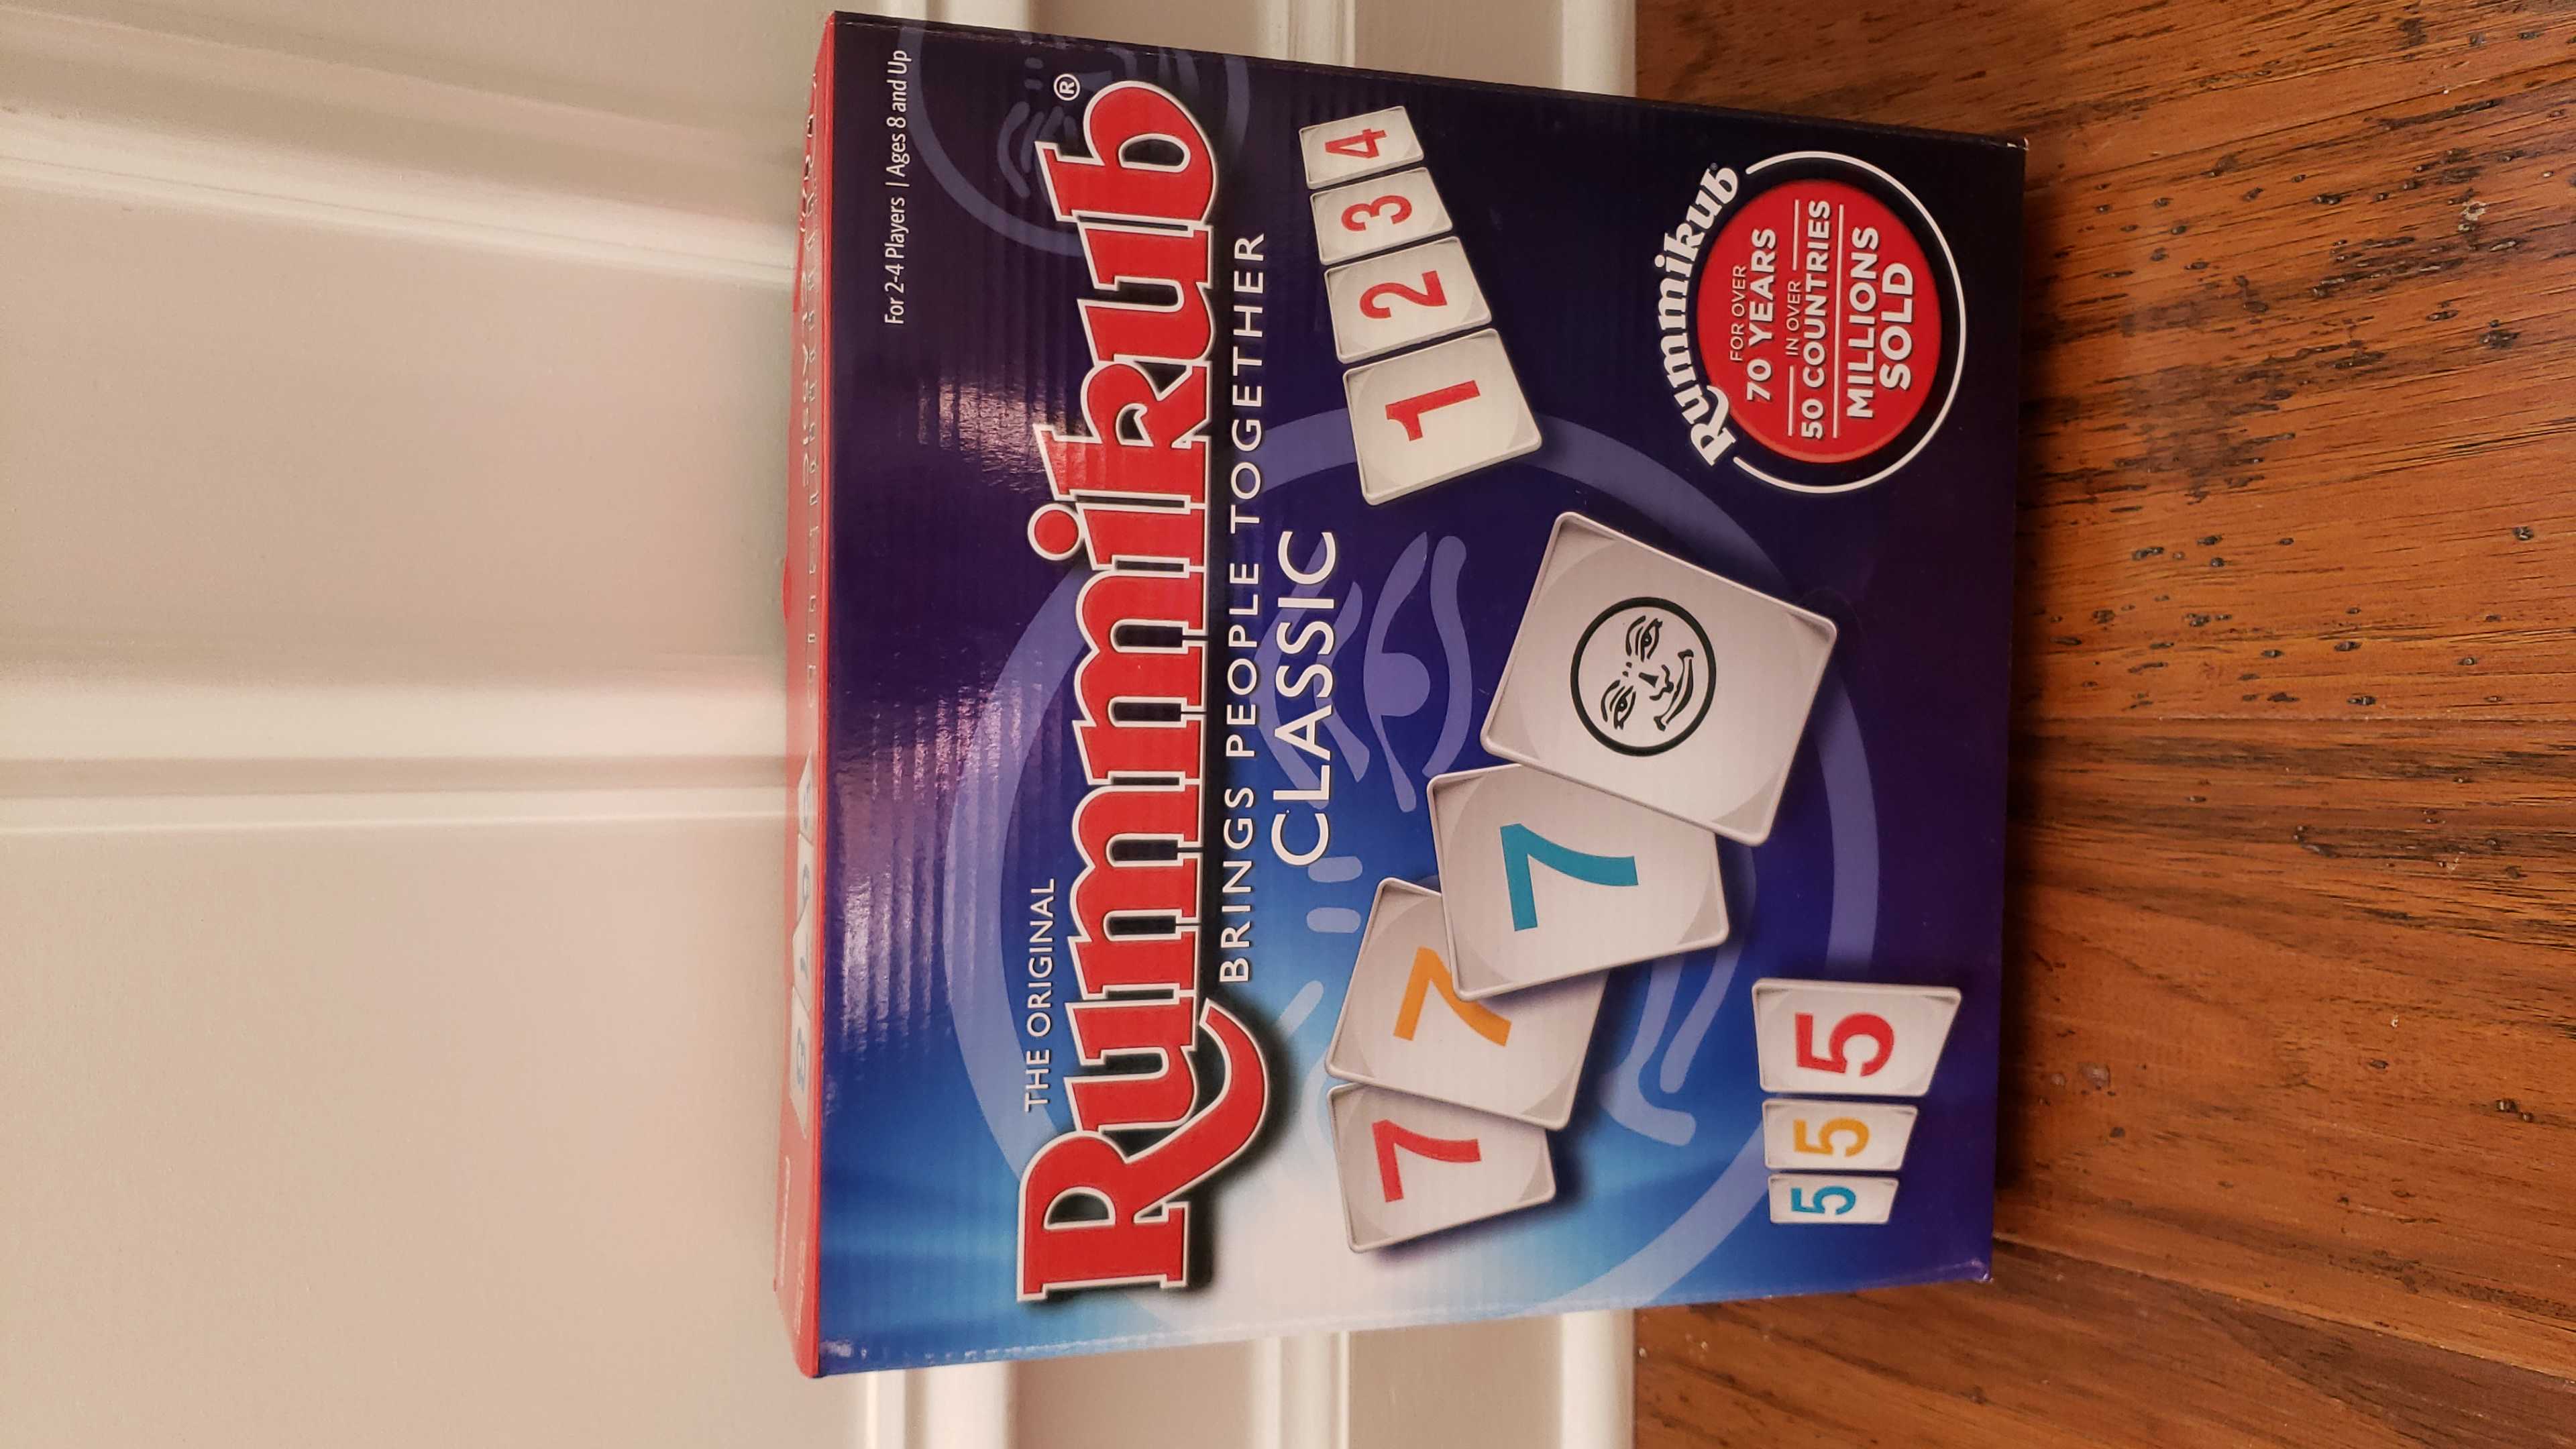 For 2-4 Players | Ages 8 and Up
THE ORIGINAL
Rummikub®
BRINGS PEOPLE TOGETHER
CLASSIC
1 2 3 4
7 7 7
5 5 5
Rummikub
FOR OVER
70 YEARS
IN OVER
50 COUNTRIES
MILLIONS
SOLD